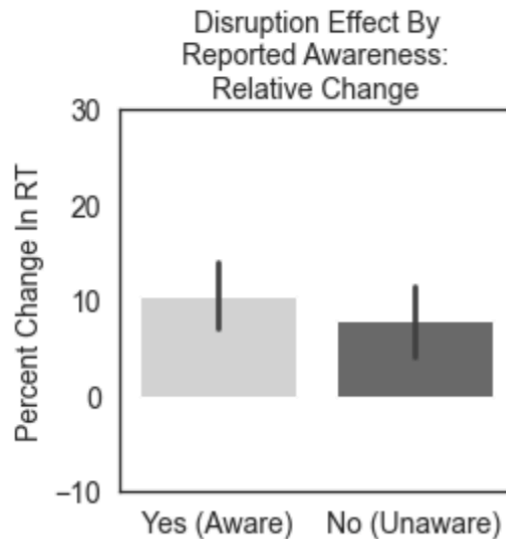 Disruption Effect By
Reported Awareness:
Relative Change
Percent Change In RT
30
20
10
0
−10
Yes (Aware)
No (Unaware)